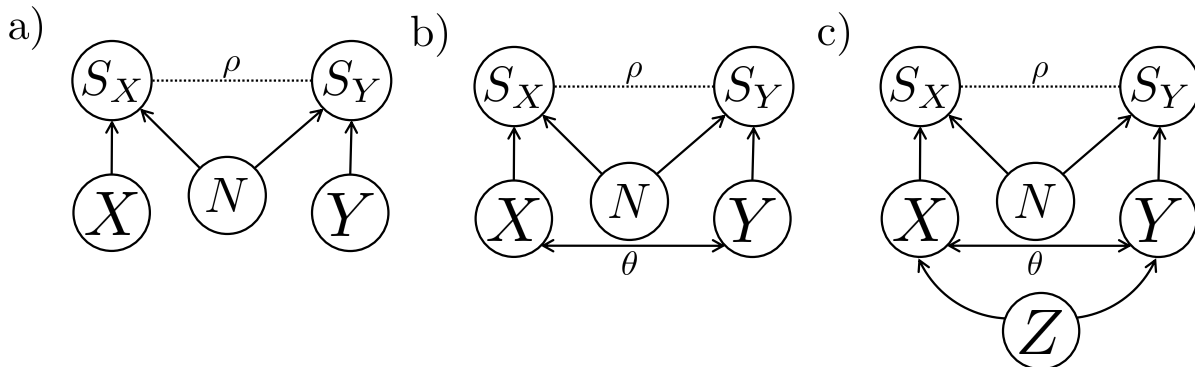 a) b) c)
S_X ρ S_Y S_X ρ S_Y S_X ρ S_Y
X N Y X N Y X N Y
θ θ
Z